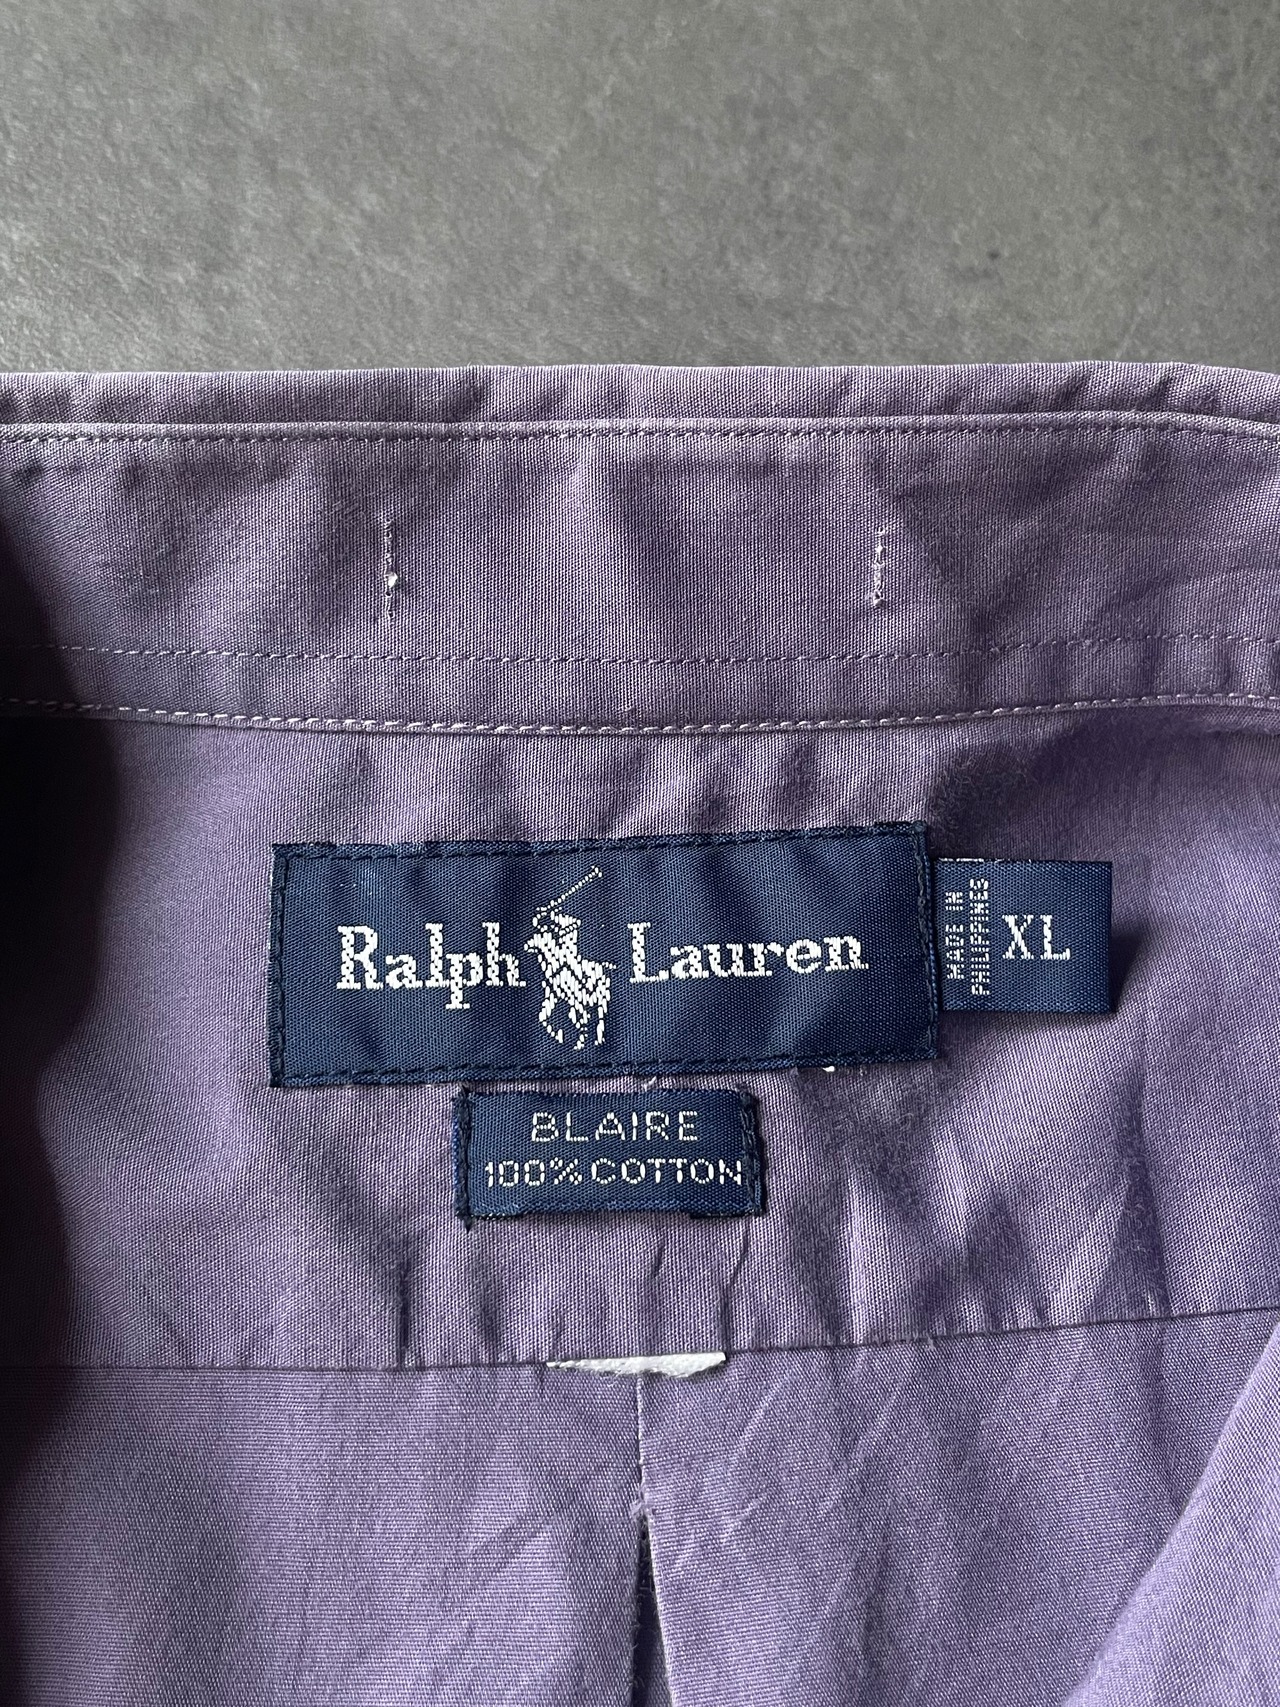 Ralph Lauren
MADE IN
PHILIPPINES
XL
BLAIRE
100% COTTON